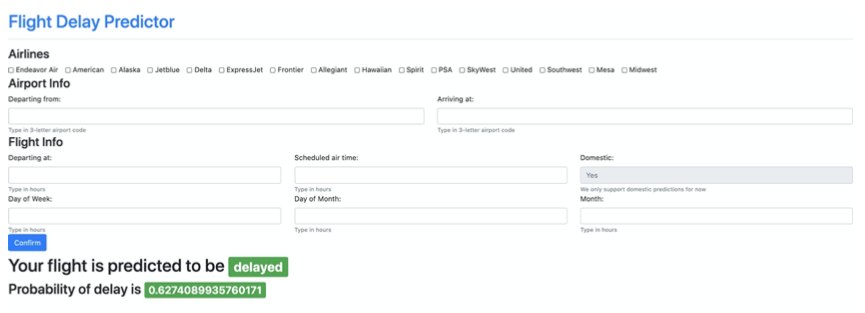 Flight Delay Predictor
Airlines
Endeavor Air American Alaska Jetblue Delta ExpressJet Frontier Allegiant Hawaiian Spirit PSA SkyWest United Southwest Mesa Midwest
Airport Info
Departing from: Arriving at:
Type in 3-letter airport code Type in 3-letter airport code
Flight Info
Departing at: Scheduled air time: Domestic:
Yes
Type in hours Type in hours We only support domestic predictions for now
Day of Week: Day of Month: Month:
Type in hours Type in hours Type in hours
Confirm
Your flight is predicted to be delayed
Probability of delay is 0.6274089935760171